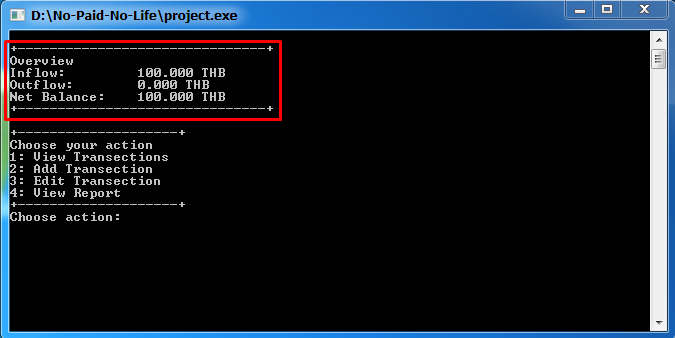 D:\No-Paid-No-Life\project.exe
+-------------------------------+
Overview
Inflow: 100.000 THB
Outflow: 0.000 THB
Net Balance: 100.000 THB
+-------------------------------+
+--------------------+
Choose your action
1: View Transections
2: Add Transection
3: Edit Transection
4: View Report
+--------------------+
Choose action: